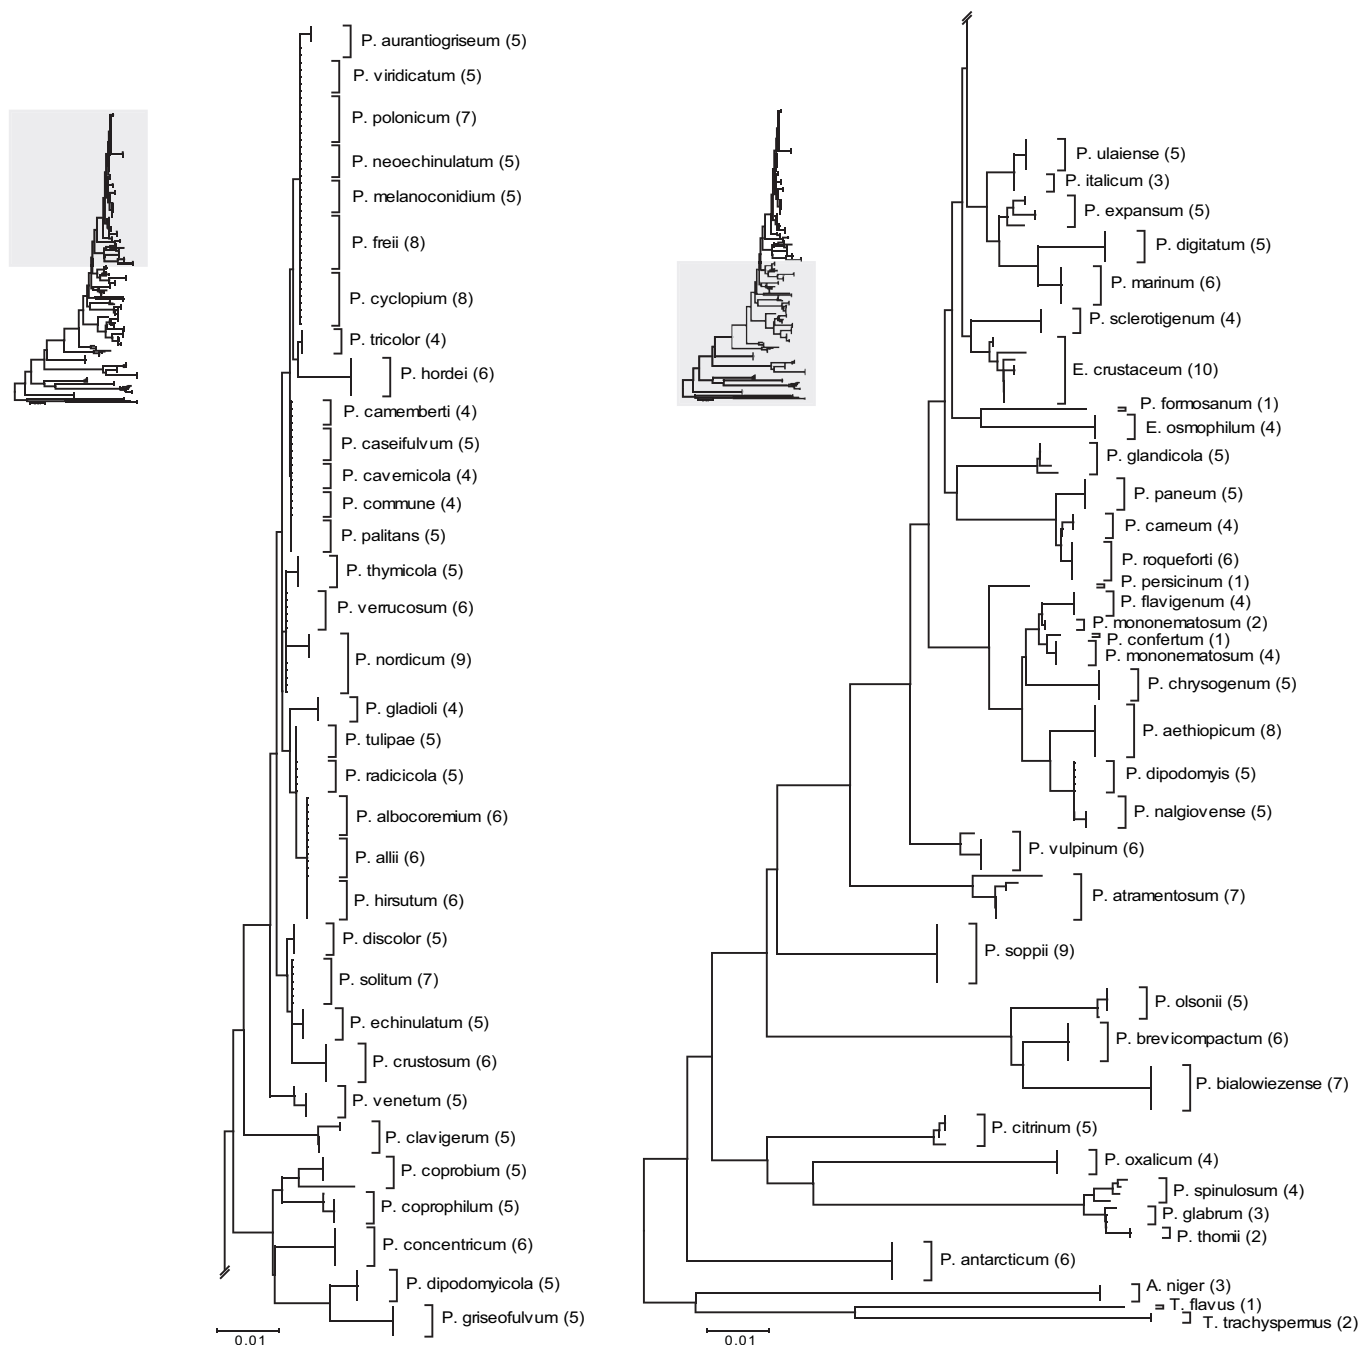 P. aurantiogriseum (5)
P. viridicatum (5)
P. polonicum (7)
P. neoechinulatum (5)
P. melanoconidium (5)
P. freii (8)
P. cyclopium (8)
P. tricolor (4)
P. hordei (6)
P. camemberti (4)
P. caseifulvum (5)
P. cavernicola (4)
P. commune (4)
P. palitans (5)
P. thymicola (5)
P. verrucosum (6)
P. nordicum (9)
P. gladioli (4)
P. tulipae (5)
P. radicicola (5)
P. albocoremium (6)
P. allii (6)
P. hirsutum (6)
P. discolor (5)
P. solitum (7)
P. echinulatum (5)
P. crustosum (6)
P. venetum (5)
P. clavigerum (5)
P. coprobium (5)
P. coprophilum (5)
P. concentricum (6)
P. dipodomyicola (5)
P. griseofulvum (5)
0.01
P. ulaiense (5)
P. italicum (3)
P. expansum (5)
P. digitatum (5)
P. marinum (6)
P. sclerotigenum (4)
E. crustaceum (10)
P. formosanum (1)
E. osmophilum (4)
P. glandicola (5)
P. paneum (5)
P. carneum (4)
P. roqueforti (6)
P. persicinum (1)
P. flavigenum (4)
P. mononematosum (2)
P. confertum (1)
P. mononematosum (4)
P. chrysogenum (5)
P. aethiopicum (8)
P. dipodomyis (5)
P. nalgiovense (5)
P. vulpinum (6)
P. atramentosum (7)
P. soppii (9)
P. olsonii (5)
P. brevicompactum (6)
P. bialowiezense (7)
P. citrinum (5)
P. oxalicum (4)
P. spinulosum (4)
P. glabrum (3)
P. thomii (2)
P. antarcticum (6)
A. niger (3)
T. flavus (1)
T. trachyspermus (2)
0.01